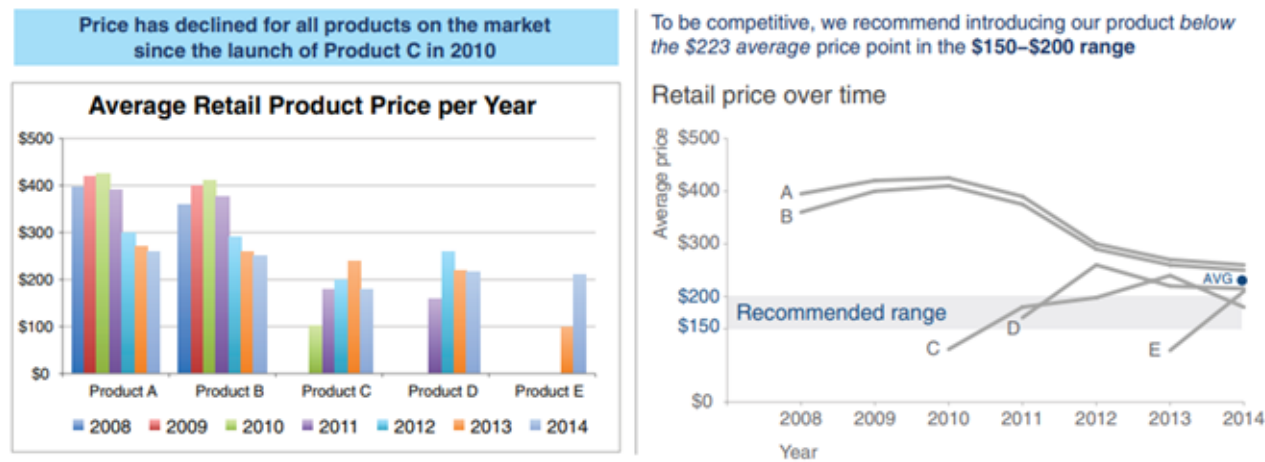 Price has declined for all products on the market
since the launch of Product C in 2010
Average Retail Product Price per Year
$500
$400
$300
$200
$100
$0
Product A Product B Product C Product D Product E
2008 2009 2010 2011 2012 2013 2014
To be competitive, we recommend introducing our product below
the $223 average price point in the $150–$200 range
Retail price over time
Average price
$500
$400
$300
$200
$150
$0
A
B
C
D
E
AVG
Recommended range
2008 2009 2010 2011 2012 2013 2014
Year